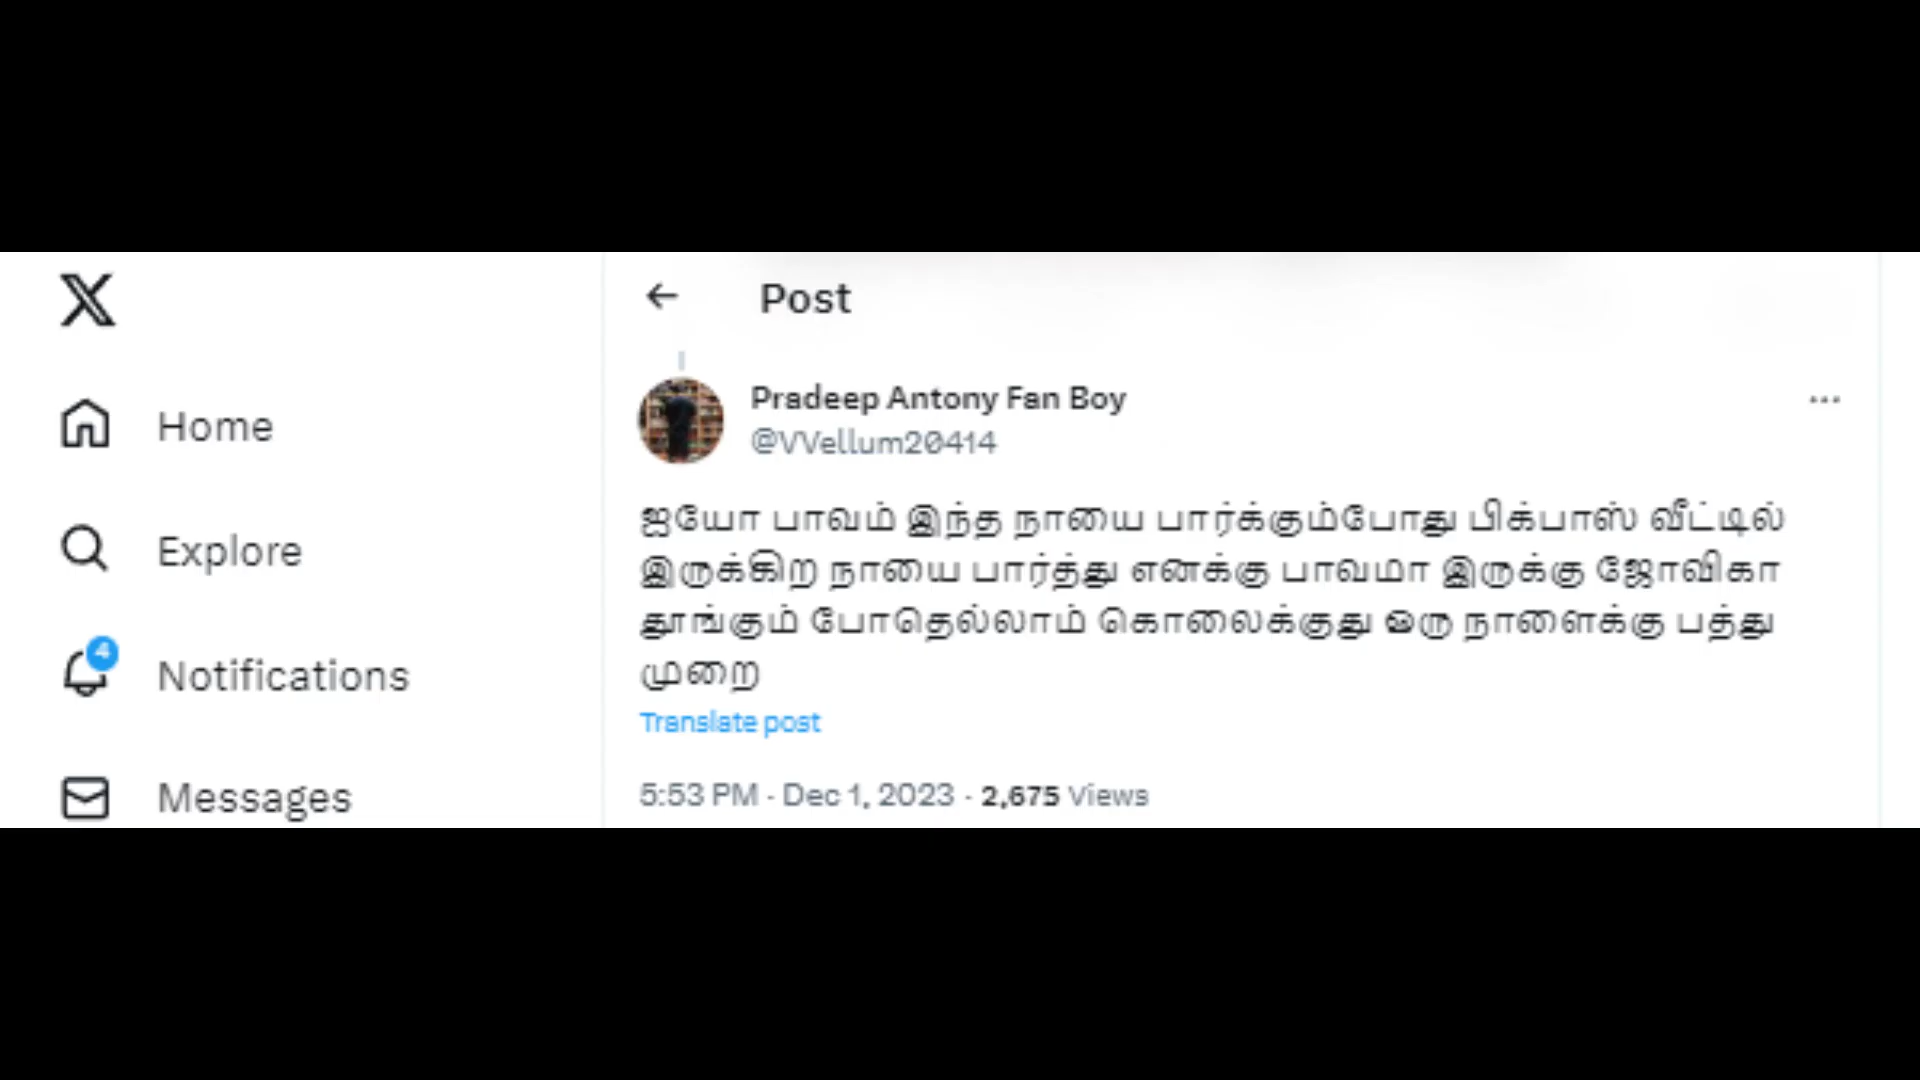 Post
Pradeep Antony Fan Boy
@VVellum20414
Home
Explore
4
Notifications
Messages
ஐயோ பாவம் இந்த நாயை பார்க்கும்போது பிக்பாஸ் வீட்டில்
இருக்கிற நாயை பார்த்து எனக்கு பாவமா இருக்கு ஜோவிகா
தூங்கும் போதெல்லாம் கொலைக்குது ஒரு நாளைக்கு பத்து
முறை
Translate post
5:53 PM · Dec 1, 2023 · 2,675 Views